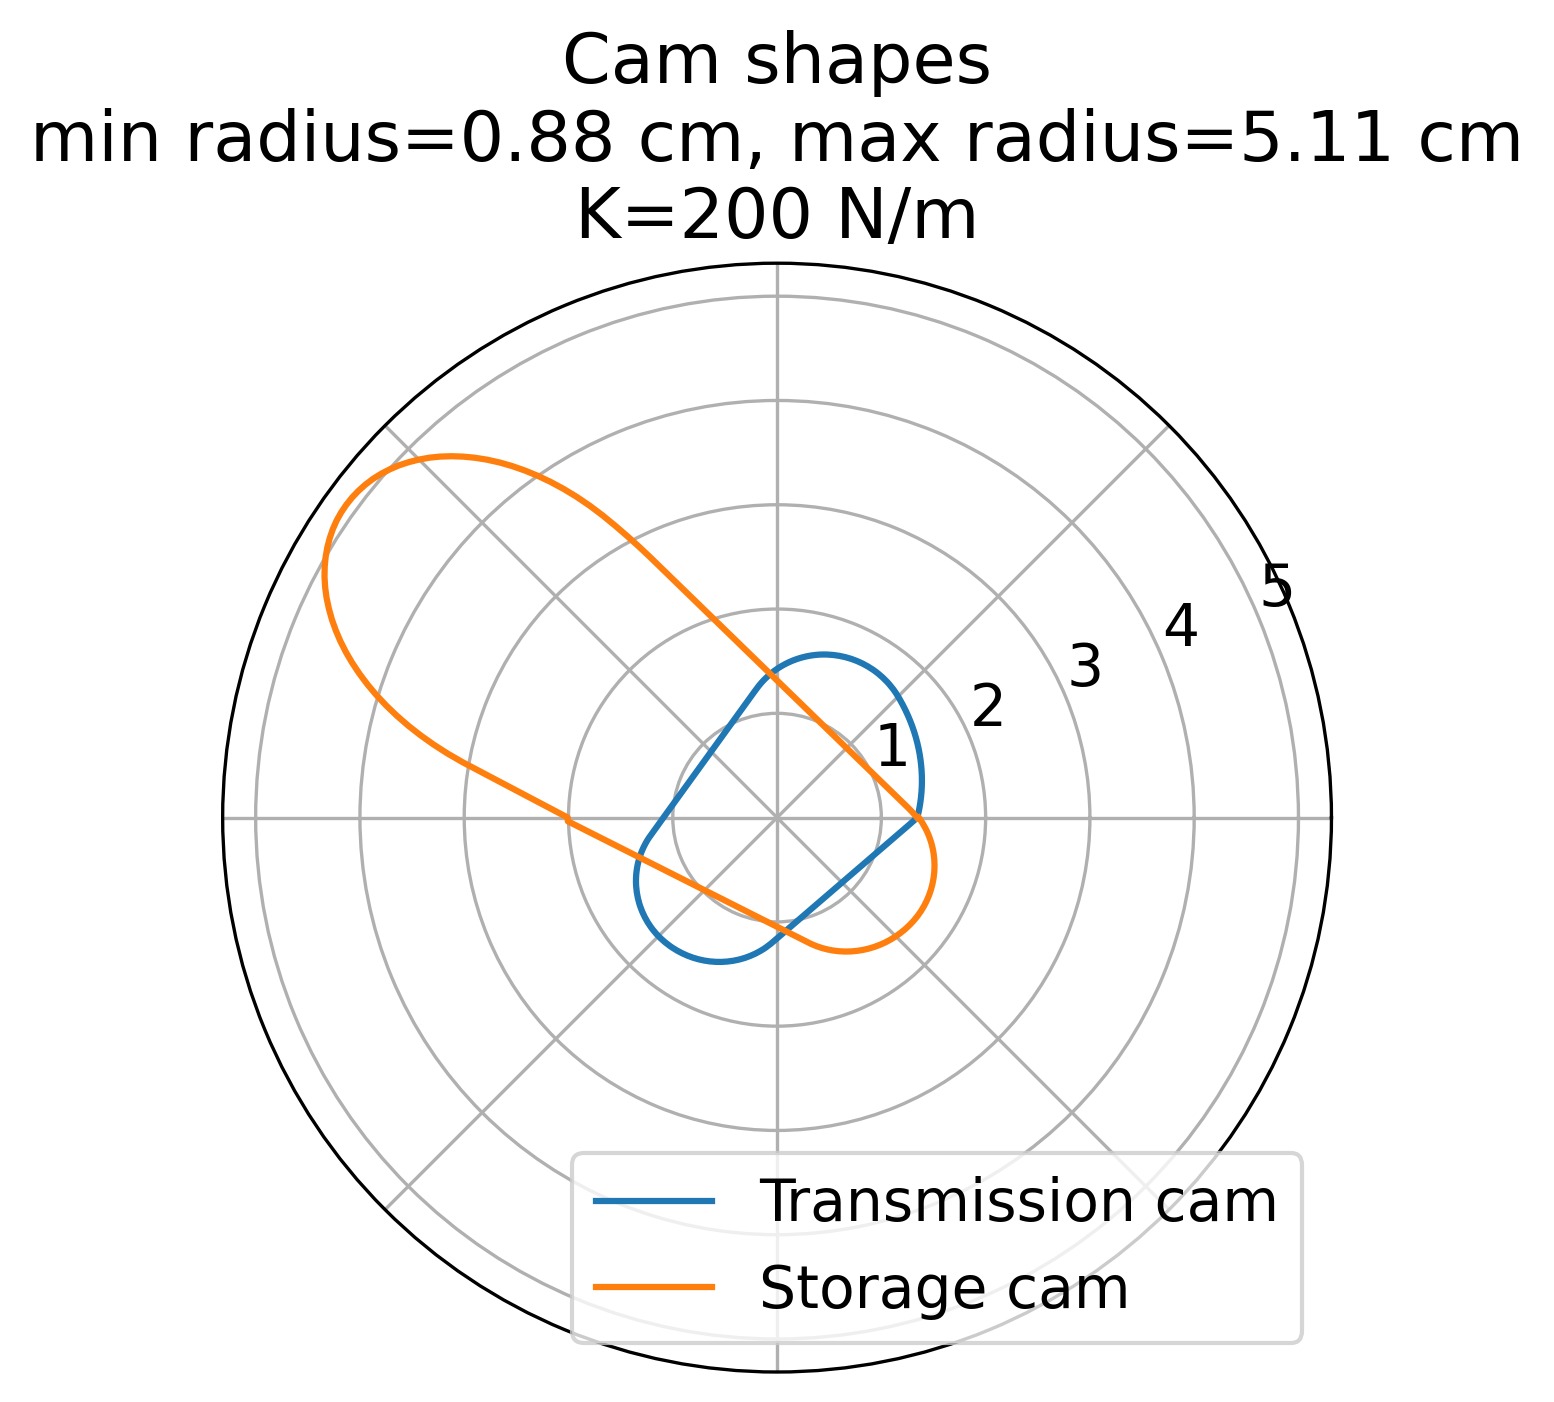 Cam shapes
min radius=0.88 cm, max radius=5.11 cm
K=200 N/m
5
4
3
2
1
Transmission cam
Storage cam